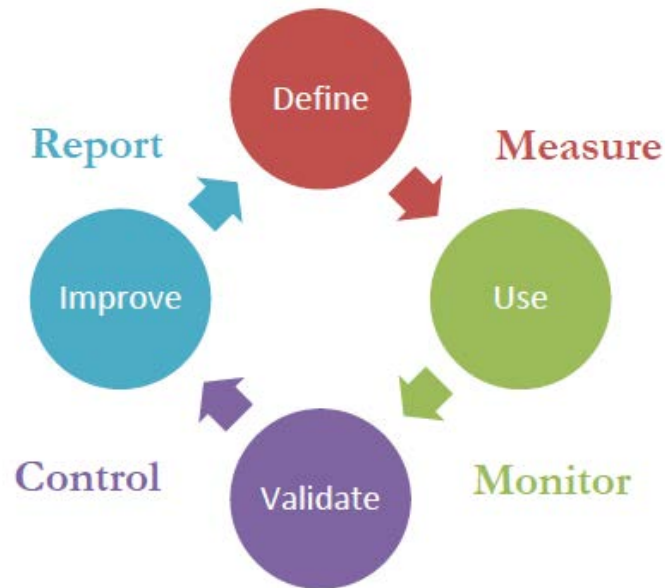 Define
Report
Measure
Improve
Use
Control
Validate
Monitor